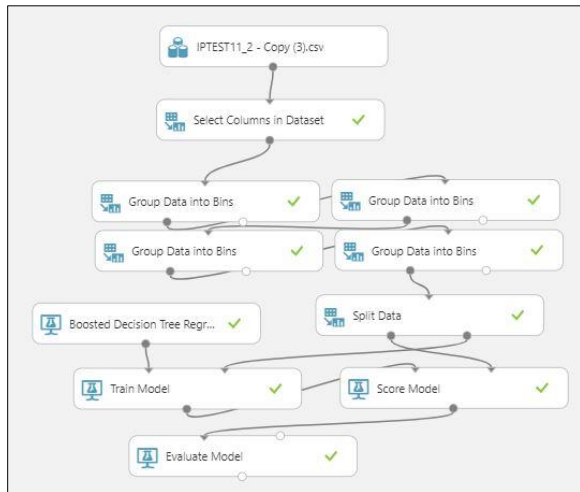 IPTEST11_2 - Copy (3).csv
Select Columns in Dataset
Group Data into Bins
Group Data into Bins
Group Data into Bins
Group Data into Bins
Split Data
Boosted Decision Tree Regr...
Train Model
Score Model
Evaluate Model